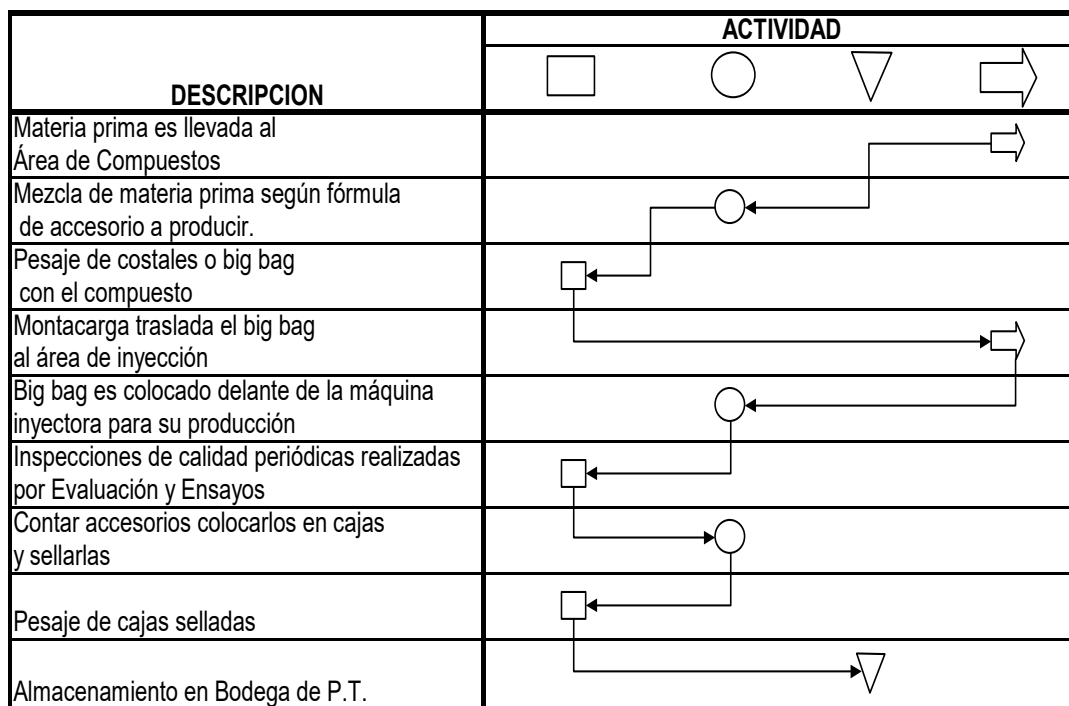 ACTIVIDAD
DESCRIPCION
Materia prima es llevada al
Área de Compuestos
Mezcla de materia prima según fórmula
de accesorio a producir.
Pesaje de costales o big bag
con el compuesto
Montacarga traslada el big bag
al área de inyección
Big bag es colocado delante de la máquina
inyectora para su producción
Inspecciones de calidad periódicas realizadas
por Evaluación y Ensayos
Contar accesorios colocarlos en cajas
y sellarlas
Pesaje de cajas selladas
Almacenamiento en Bodega de P.T.